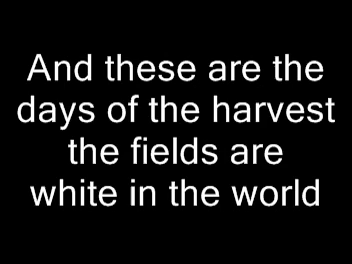 And these are the
days of the harvest
the fields are
white in the world